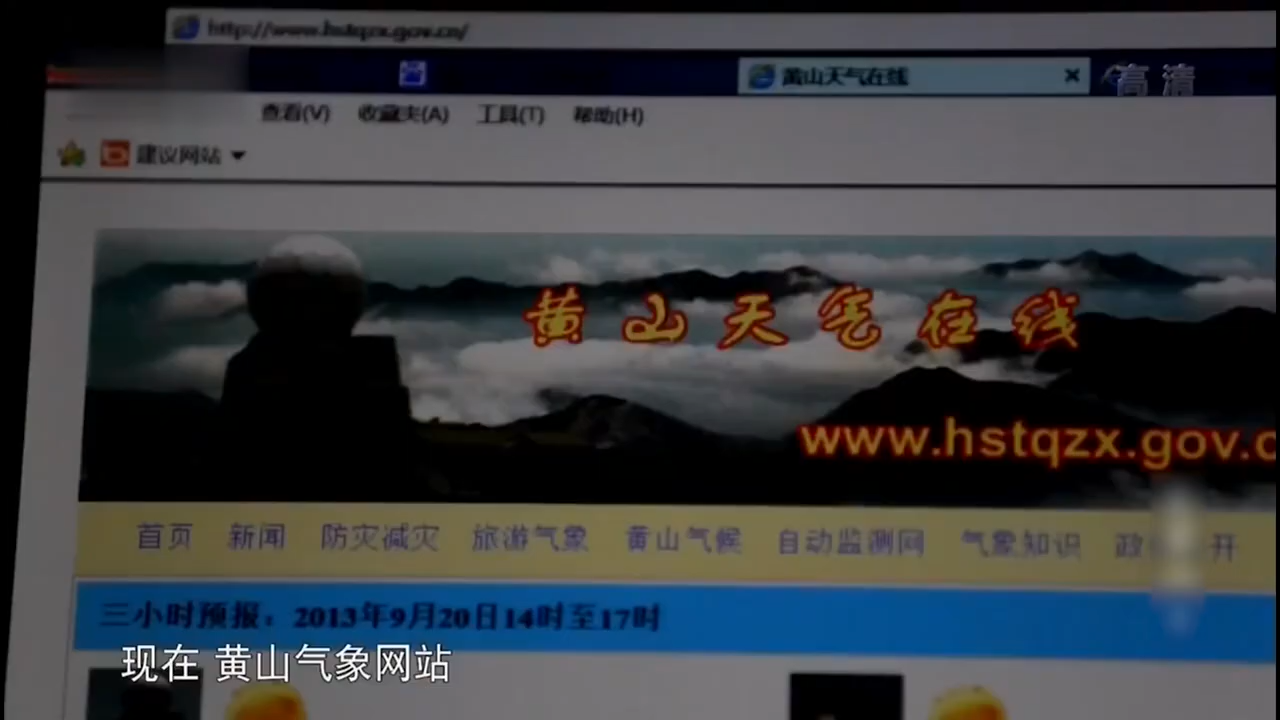 http://www.hstqzx.gov.cn/
黄山天气在线
高清
查看(V) 收藏夹(A) 工具(T) 帮助(H)
建议网站
黄山天气在线
www.hstqzx.gov.c
首页 新闻 防灾减灾 旅游气象 黄山气候 自动监测网 气象知识 政 开
三小时预报：2013年9月20日14时至17时
现在 黄山气象网站